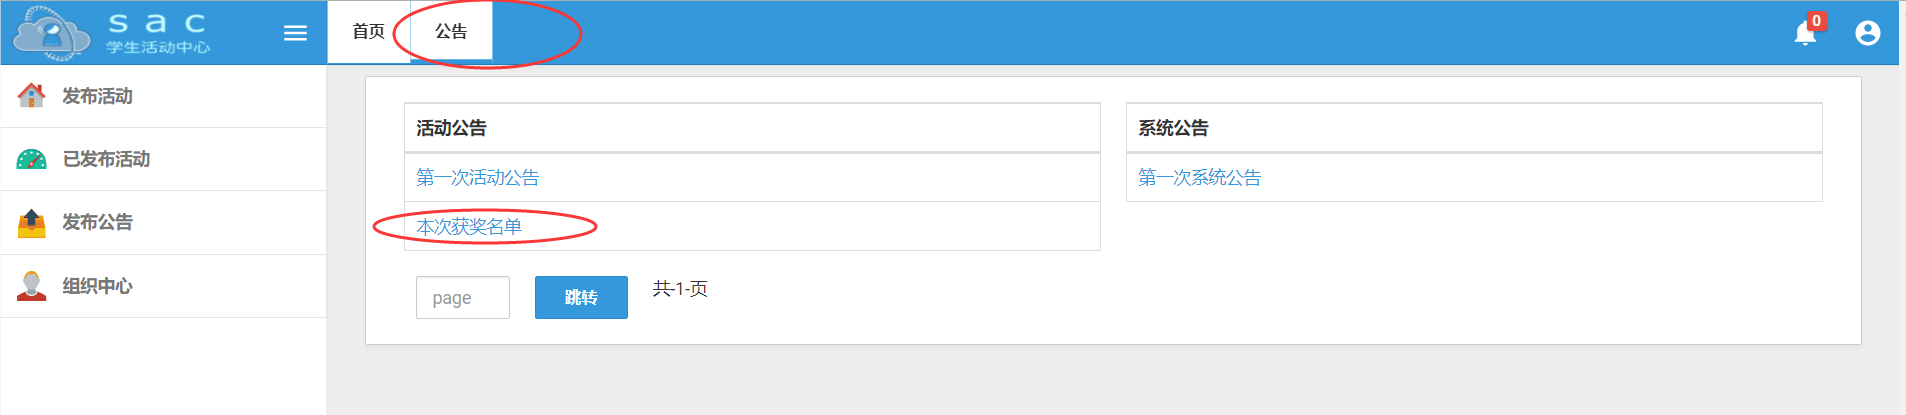 sac
学生活动中心
首页
公告
0
发布活动
已发布活动
发布公告
组织中心
活动公告
第一次活动公告
本次获奖名单
系统公告
第一次系统公告
page
跳转
共-1-页